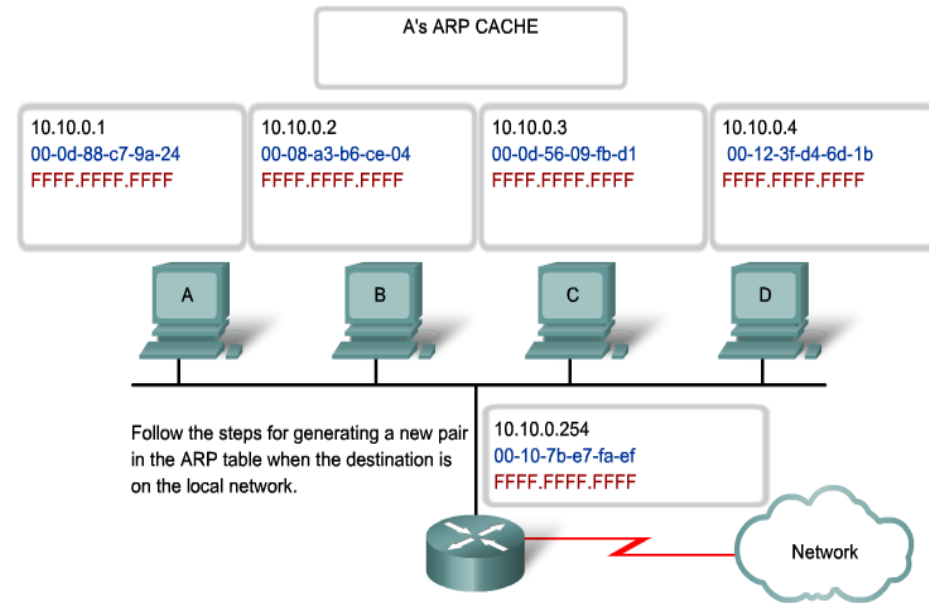 A's ARP CACHE
10.10.0.1
00-0d-88-c7-9a-24
FFFF.FFFF.FFFF
10.10.0.2
00-08-a3-b6-ce-04
FFFF.FFFF.FFFF
10.10.0.3
00-0d-56-09-fb-d1
FFFF.FFFF.FFFF
10.10.0.4
00-12-3f-d4-6d-1b
FFFF.FFFF.FFFF
A
B
C
D
Follow the steps for generating a new pair
in the ARP table when the destination is
on the local network.
10.10.0.254
00-10-7b-e7-fa-ef
FFFF.FFFF.FFFF
Network